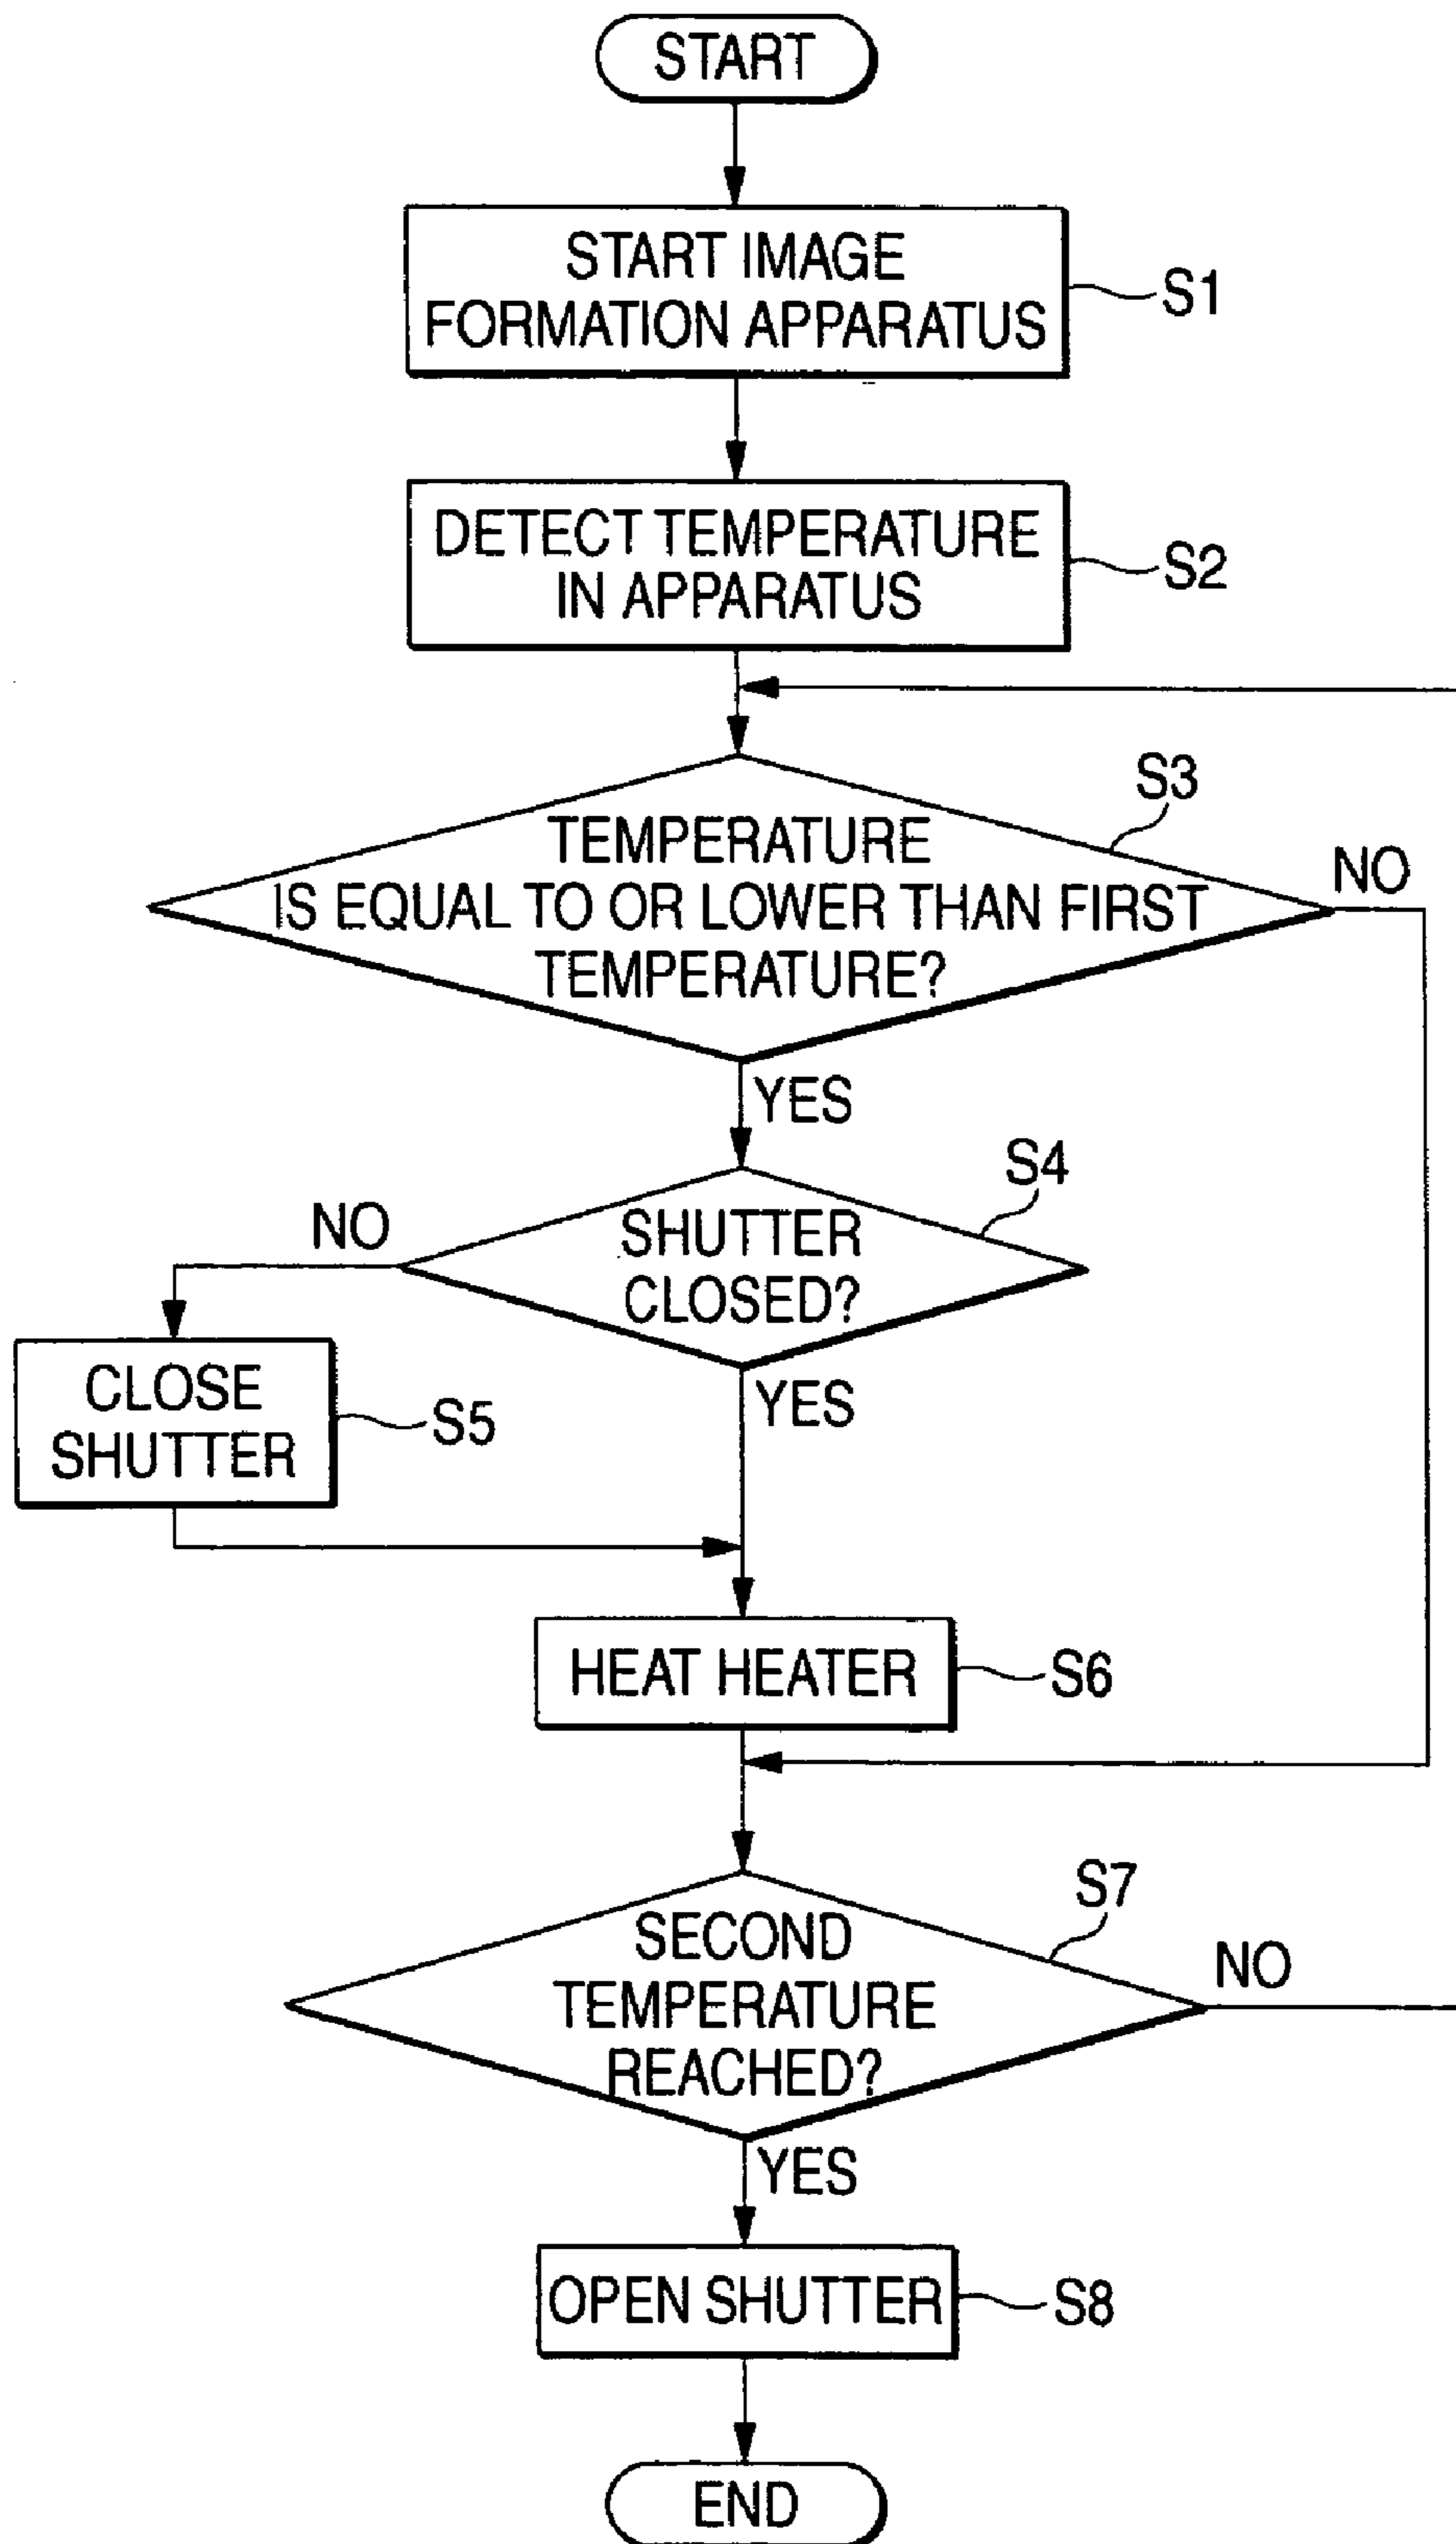 START
START IMAGE
FORMATION APPARATUS
S1
DETECT TEMPERATURE
IN APPARATUS
S2
S3
TEMPERATURE
IS EQUAL TO OR LOWER THAN FIRST
TEMPERATURE?
NO
YES
S4
SHUTTER
CLOSED?
NO
YES
CLOSE
SHUTTER
S5
HEAT HEATER
S6
S7
SECOND
TEMPERATURE
REACHED?
NO
YES
OPEN SHUTTER
S8
END